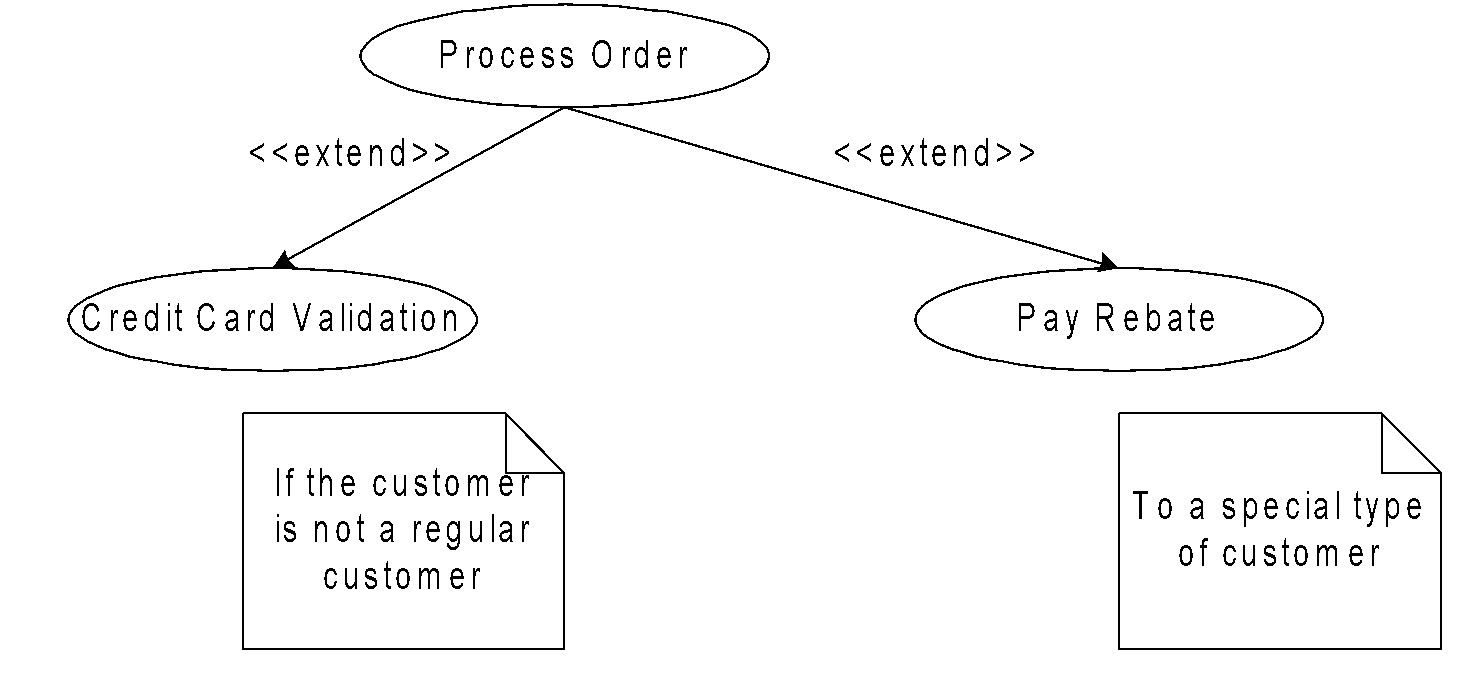 Process Order
<<extend>>
<<extend>>
Credit Card Validation
Pay Rebate
If the customer
is not a regular
customer
To a special type
of customer